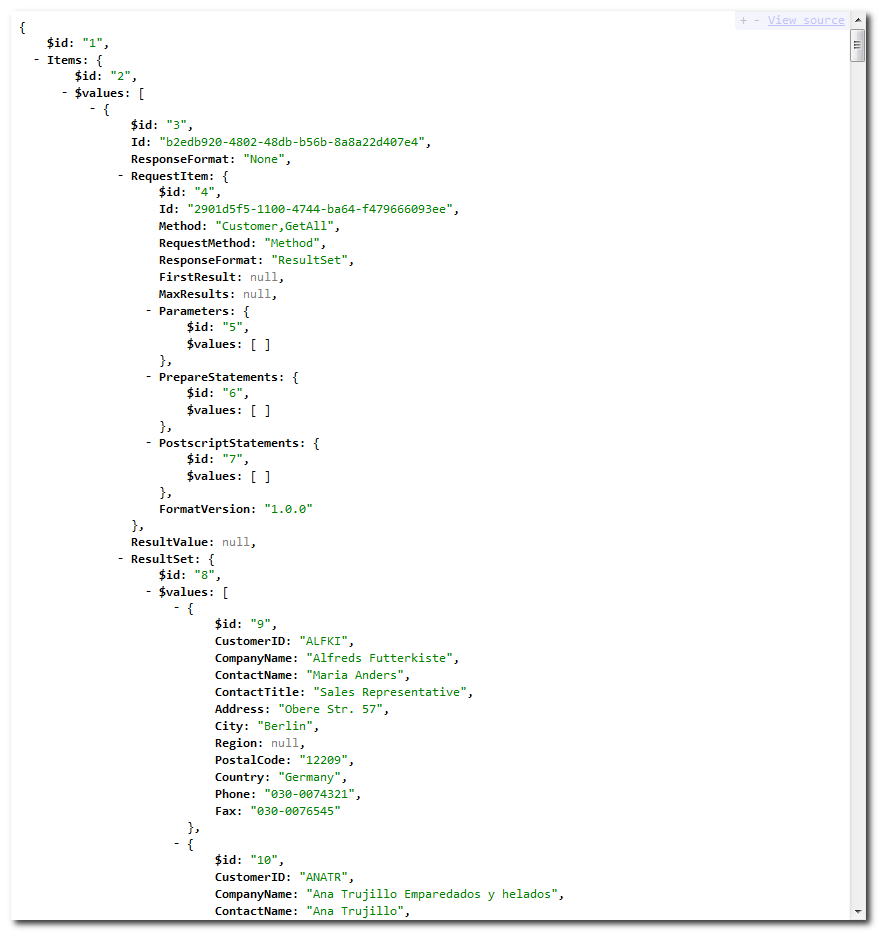 + - View source
{
$id: "1",
- Items: {
$id: "2",
- $values: [
- {
$id: "3",
Id: "b2edb920-4802-48db-b56b-8a8a22d407e4",
ResponseFormat: "None",
- RequestItem: {
$id: "4",
Id: "2901d5f5-1100-4744-ba64-f479666093ee",
Method: "Customer,GetAll",
RequestMethod: "Method",
ResponseFormat: "ResultSet",
FirstResult: null,
MaxResults: null,
- Parameters: {
$id: "5",
$values: [ ]
},
- PrepareStatements: {
$id: "6",
$values: [ ]
},
- PostscriptStatements: {
$id: "7",
$values: [ ]
},
FormatVersion: "1.0.0"
},
ResultValue: null,
- ResultSet: {
$id: "8",
- $values: [
- {
$id: "9",
CustomerID: "ALFKI",
CompanyName: "Alfreds Futterkiste",
ContactName: "Maria Anders",
ContactTitle: "Sales Representative",
Address: "Obere Str. 57",
City: "Berlin",
Region: null,
PostalCode: "12209",
Country: "Germany",
Phone: "030-0074321",
Fax: "030-0076545"
},
- {
$id: "10",
CustomerID: "ANATR",
CompanyName: "Ana Trujillo Emparedados y helados",
ContactName: "Ana Trujillo",